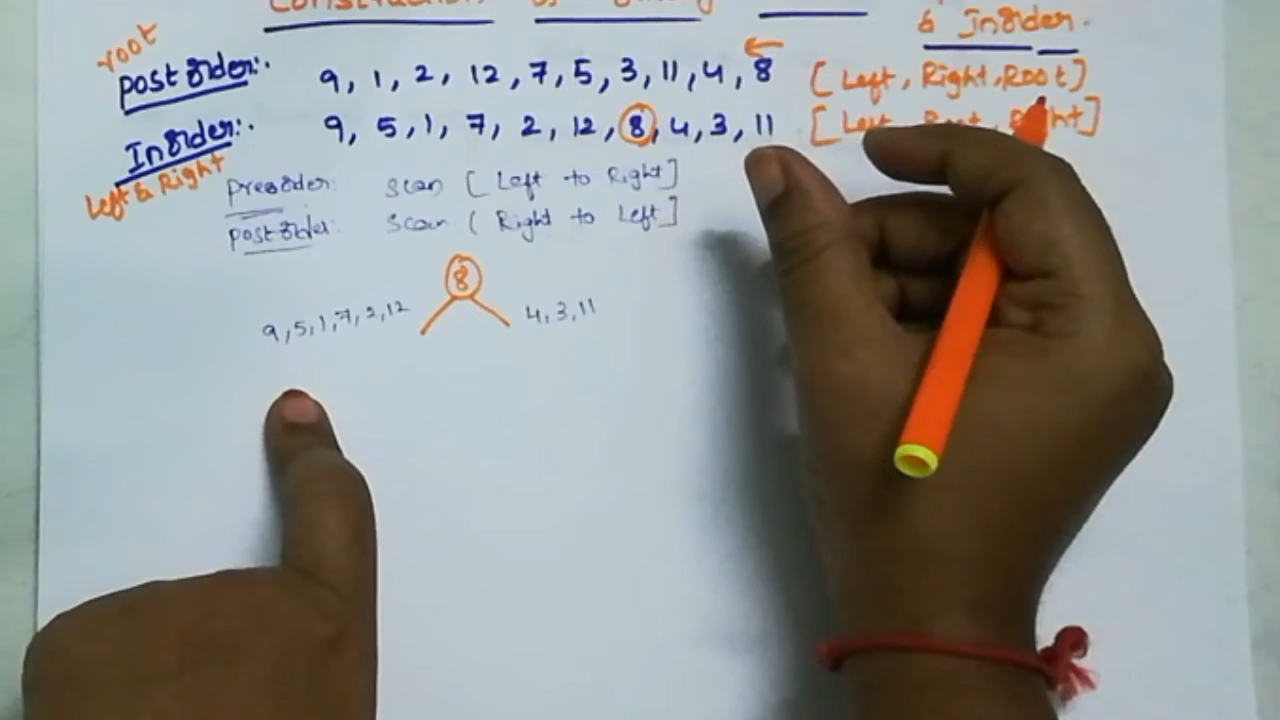 Construction of
& Inorder.
root
postorder:. 9, 1, 2, 12, 7, 5, 3, 11, 4, 8 [Left, Right, Root)
Inorder:. 9, 5, 1, 7, 2, 12, 8, 4, 3, 11 [
Left & Right
preorder: scan [Left to Right]
postorder: scan (Right to Left]
8
9, 5, 1, 7, 2, 12 4, 3, 11